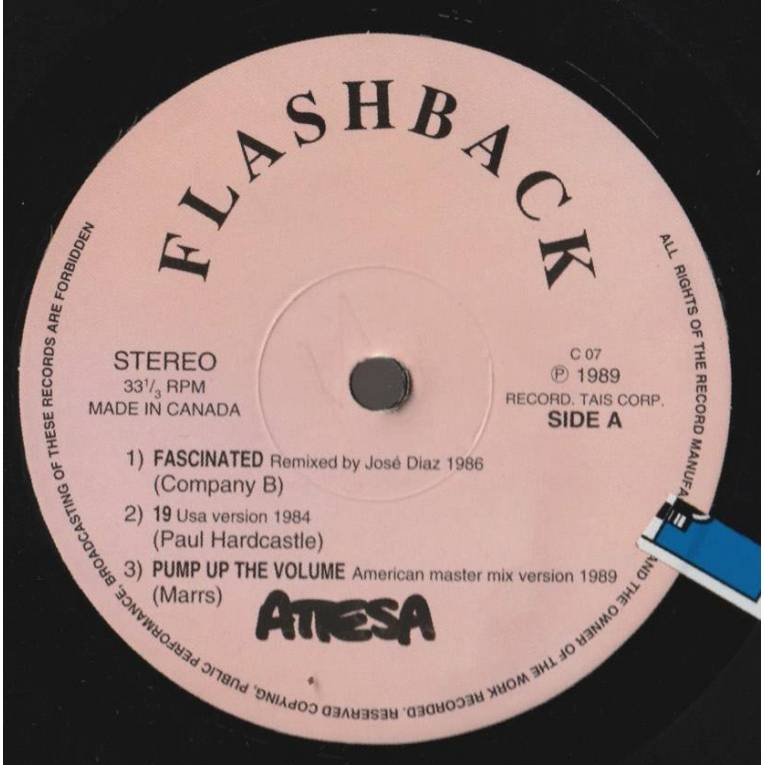 FLASHBACK
STEREO
33 1/3 RPM
MADE IN CANADA
C 07
℗ 1989
RECORD. TAIS CORP.
SIDE A
1) FASCINATED Remixed by José Diaz 1986
(Company B)
2) 19 Usa version 1984
(Paul Hardcastle)
3) PUMP UP THE VOLUME American master mix version 1989
(Marrs)
ATIESA
ALL RIGHTS OF THE RECORD MANUFA AND THE OWNER OF THE WORK RECORDED. RESERVED COPYING, PUBLIC PERFORMANCE, BROADCASTING OF THESE RECORDS ARE FORBIDDEN